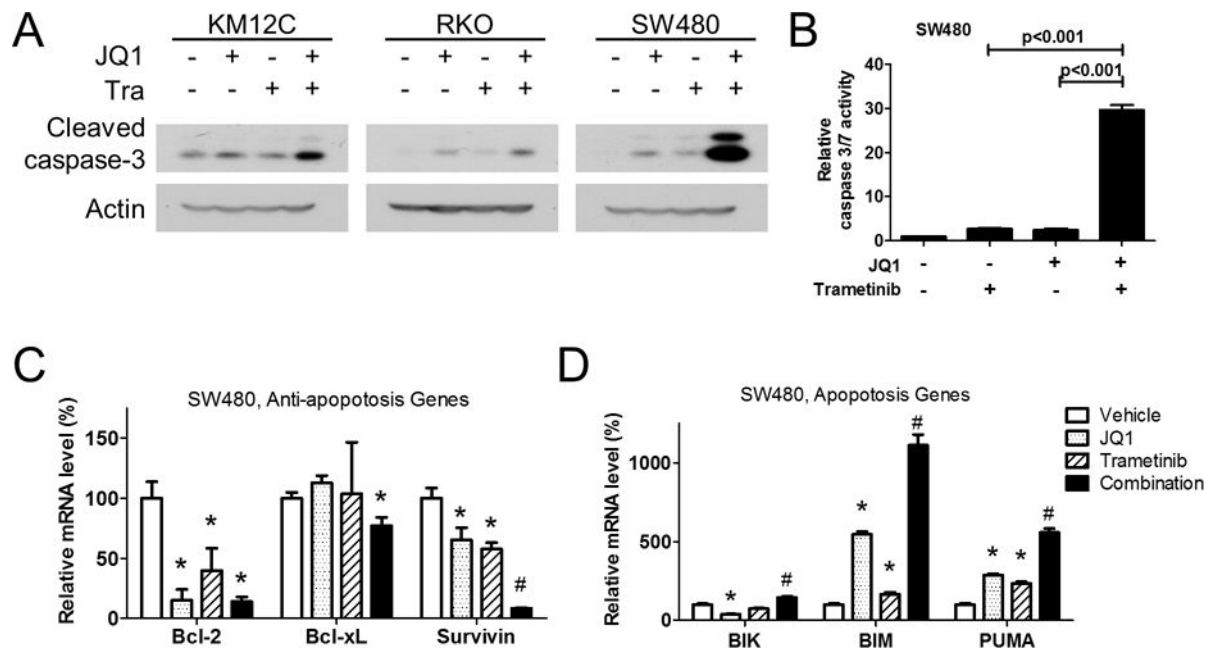 A
KM12C RKO SW480
JQ1 - + - + - + - + - + - +
Tra - - + + - - + + - - + +
Cleaved
caspase-3
Actin
B
SW480
p<0.001
p<0.001
Relative
caspase 3/7 activity
40
30
20
10
0
JQ1 - - + +
Trametinib - + - +
C
SW480, Anti-apopotosis Genes
Relative mRNA level (%)
150
100
50
0
* * * * * * #
Bcl-2 Bcl-xL Survivin
D
SW480, Apopotosis Genes
Relative mRNA level (%)
1000
500
0
* # * * # * * #
BIK BIM PUMA
Vehicle
JQ1
Trametinib
Combination